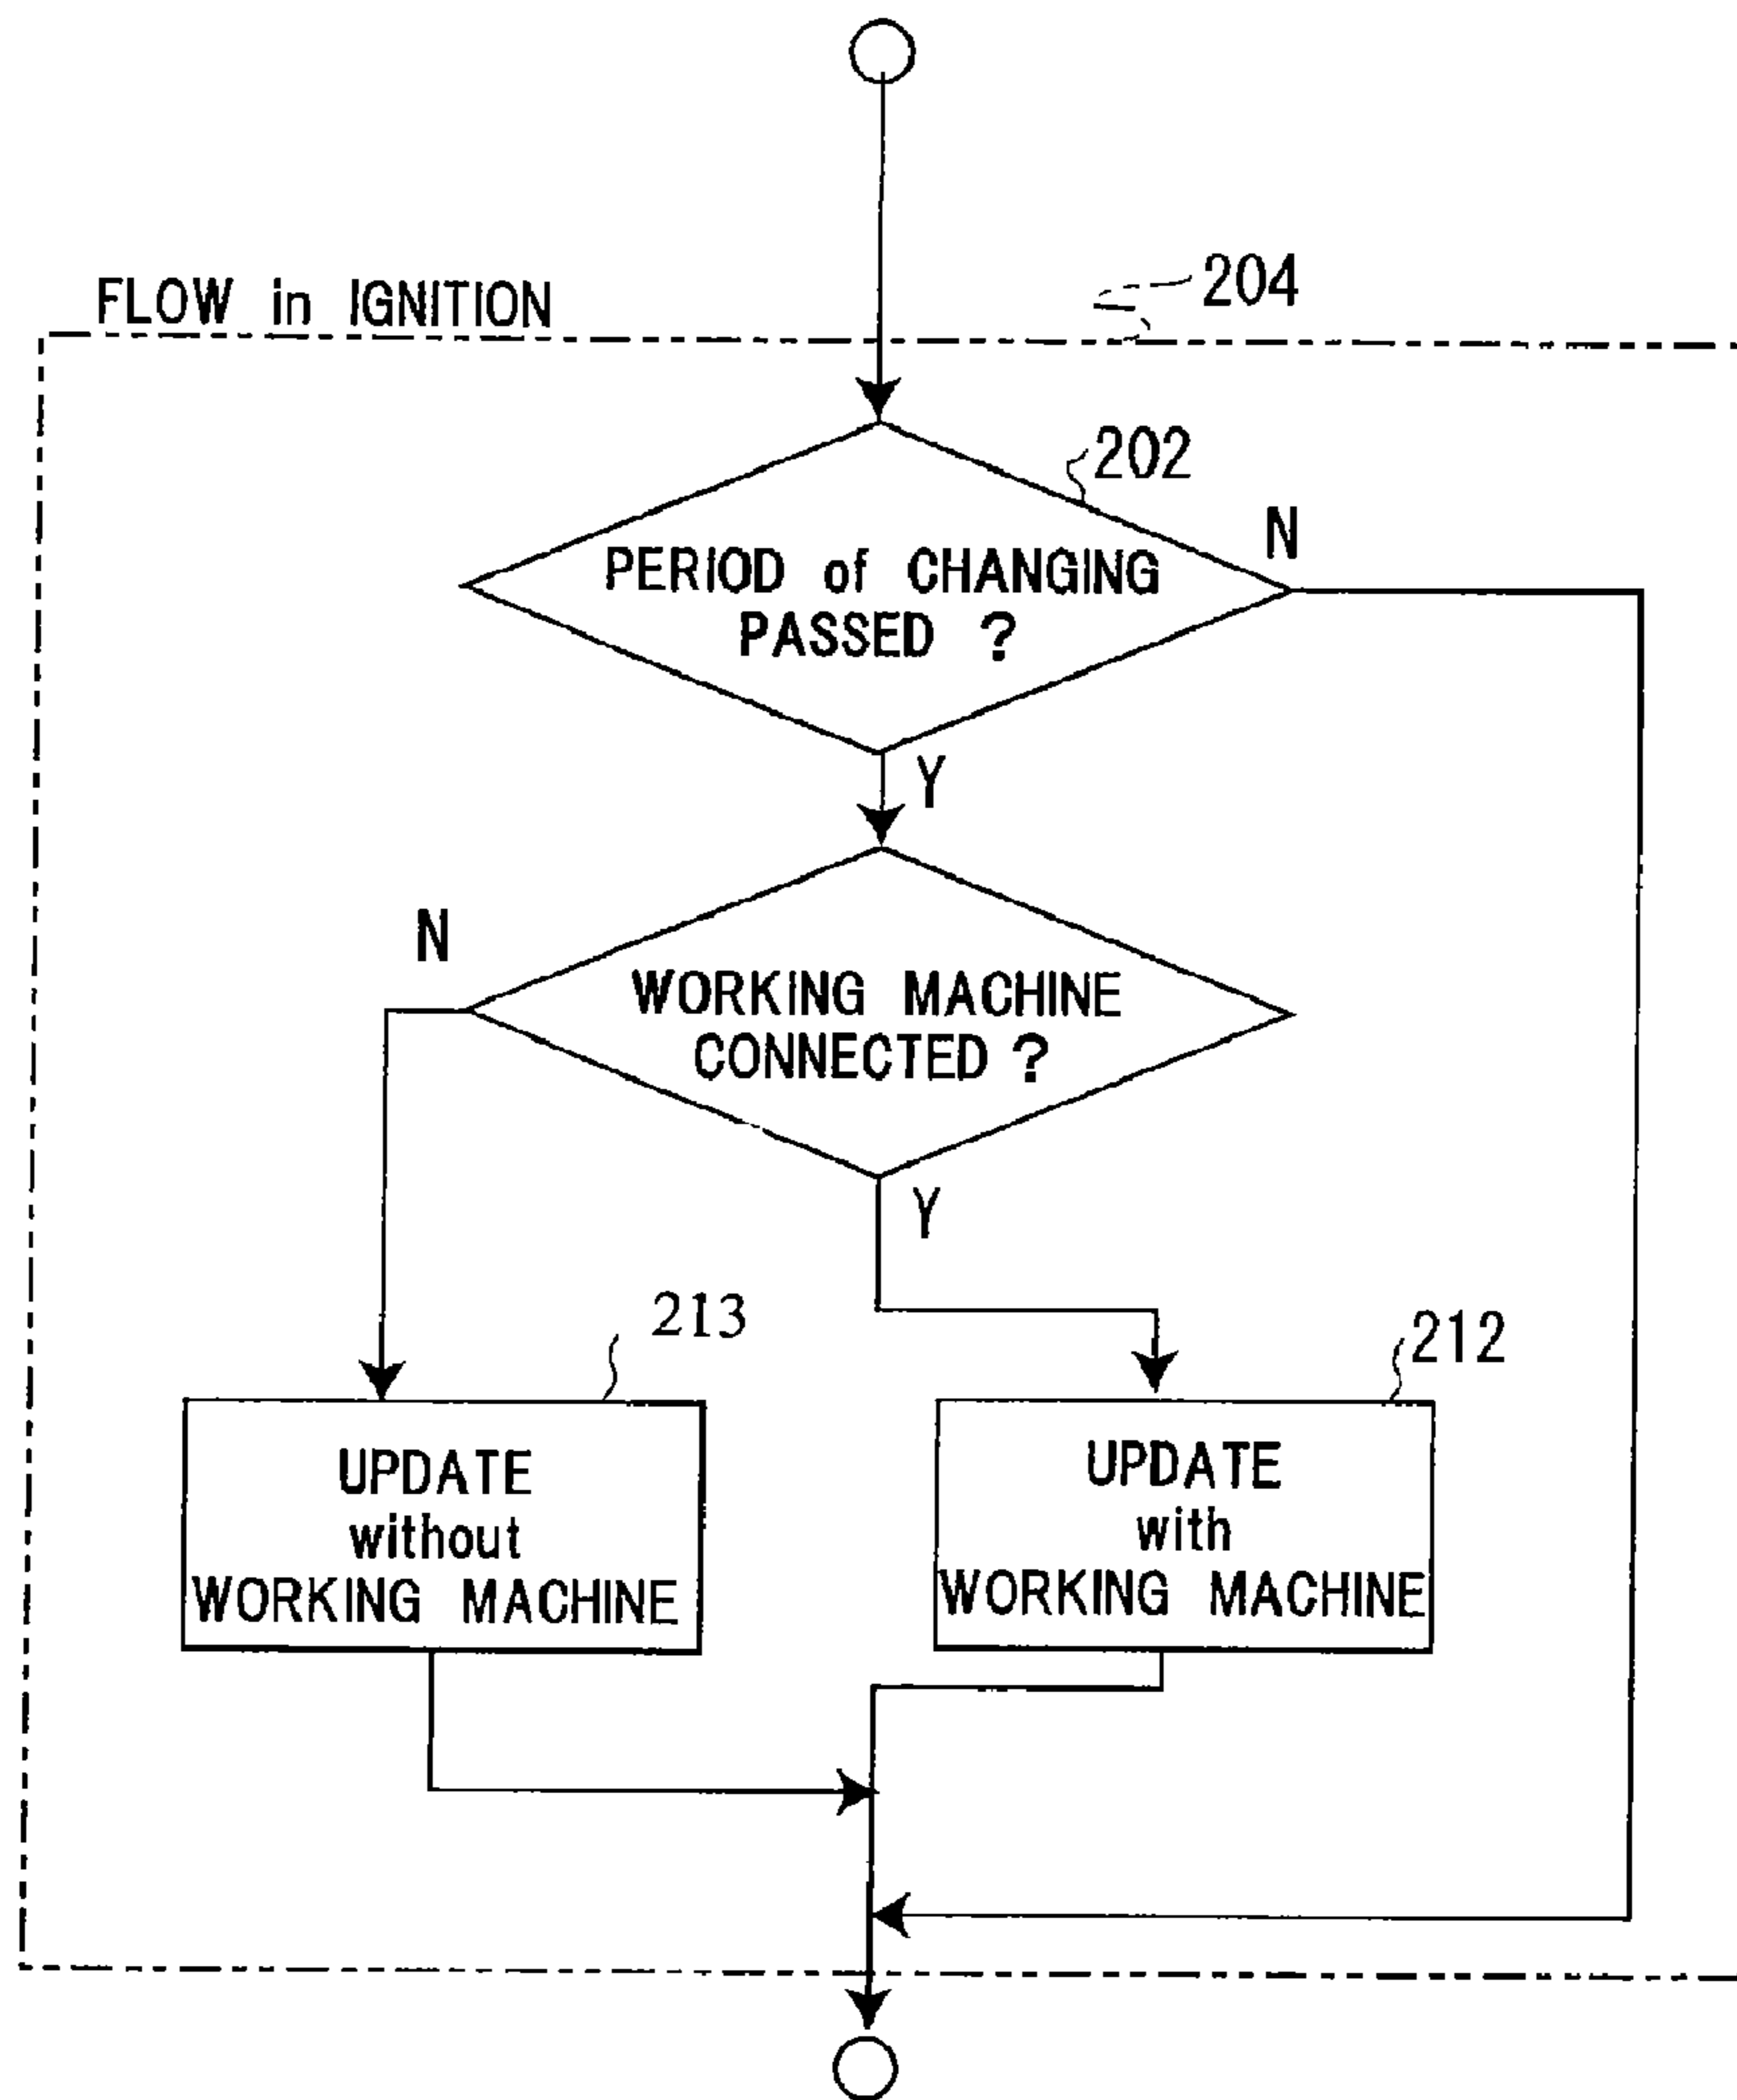 FLOW in IGNITION
204
202
N
PERIOD of CHANGING
PASSED ?
Y
N
WORKING MACHINE
CONNECTED ?
Y
213
212
UPDATE
without
WORKING MACHINE
UPDATE
with
WORKING MACHINE